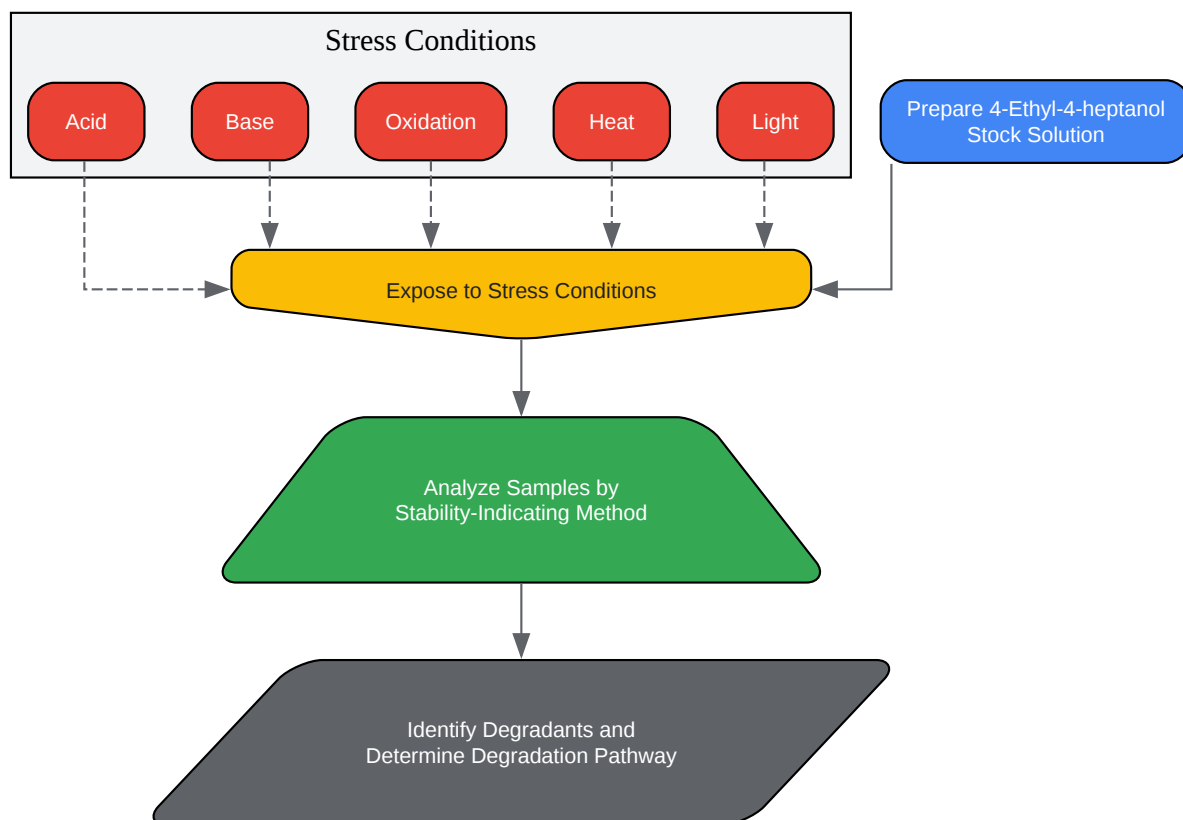 Stress Conditions
Acid
Base
Oxidation
Heat
Light
Prepare 4-Ethyl-4-heptanol
Stock Solution
Expose to Stress Conditions
Analyze Samples by
Stability-Indicating Method
Identify Degradants and
Determine Degradation Pathway